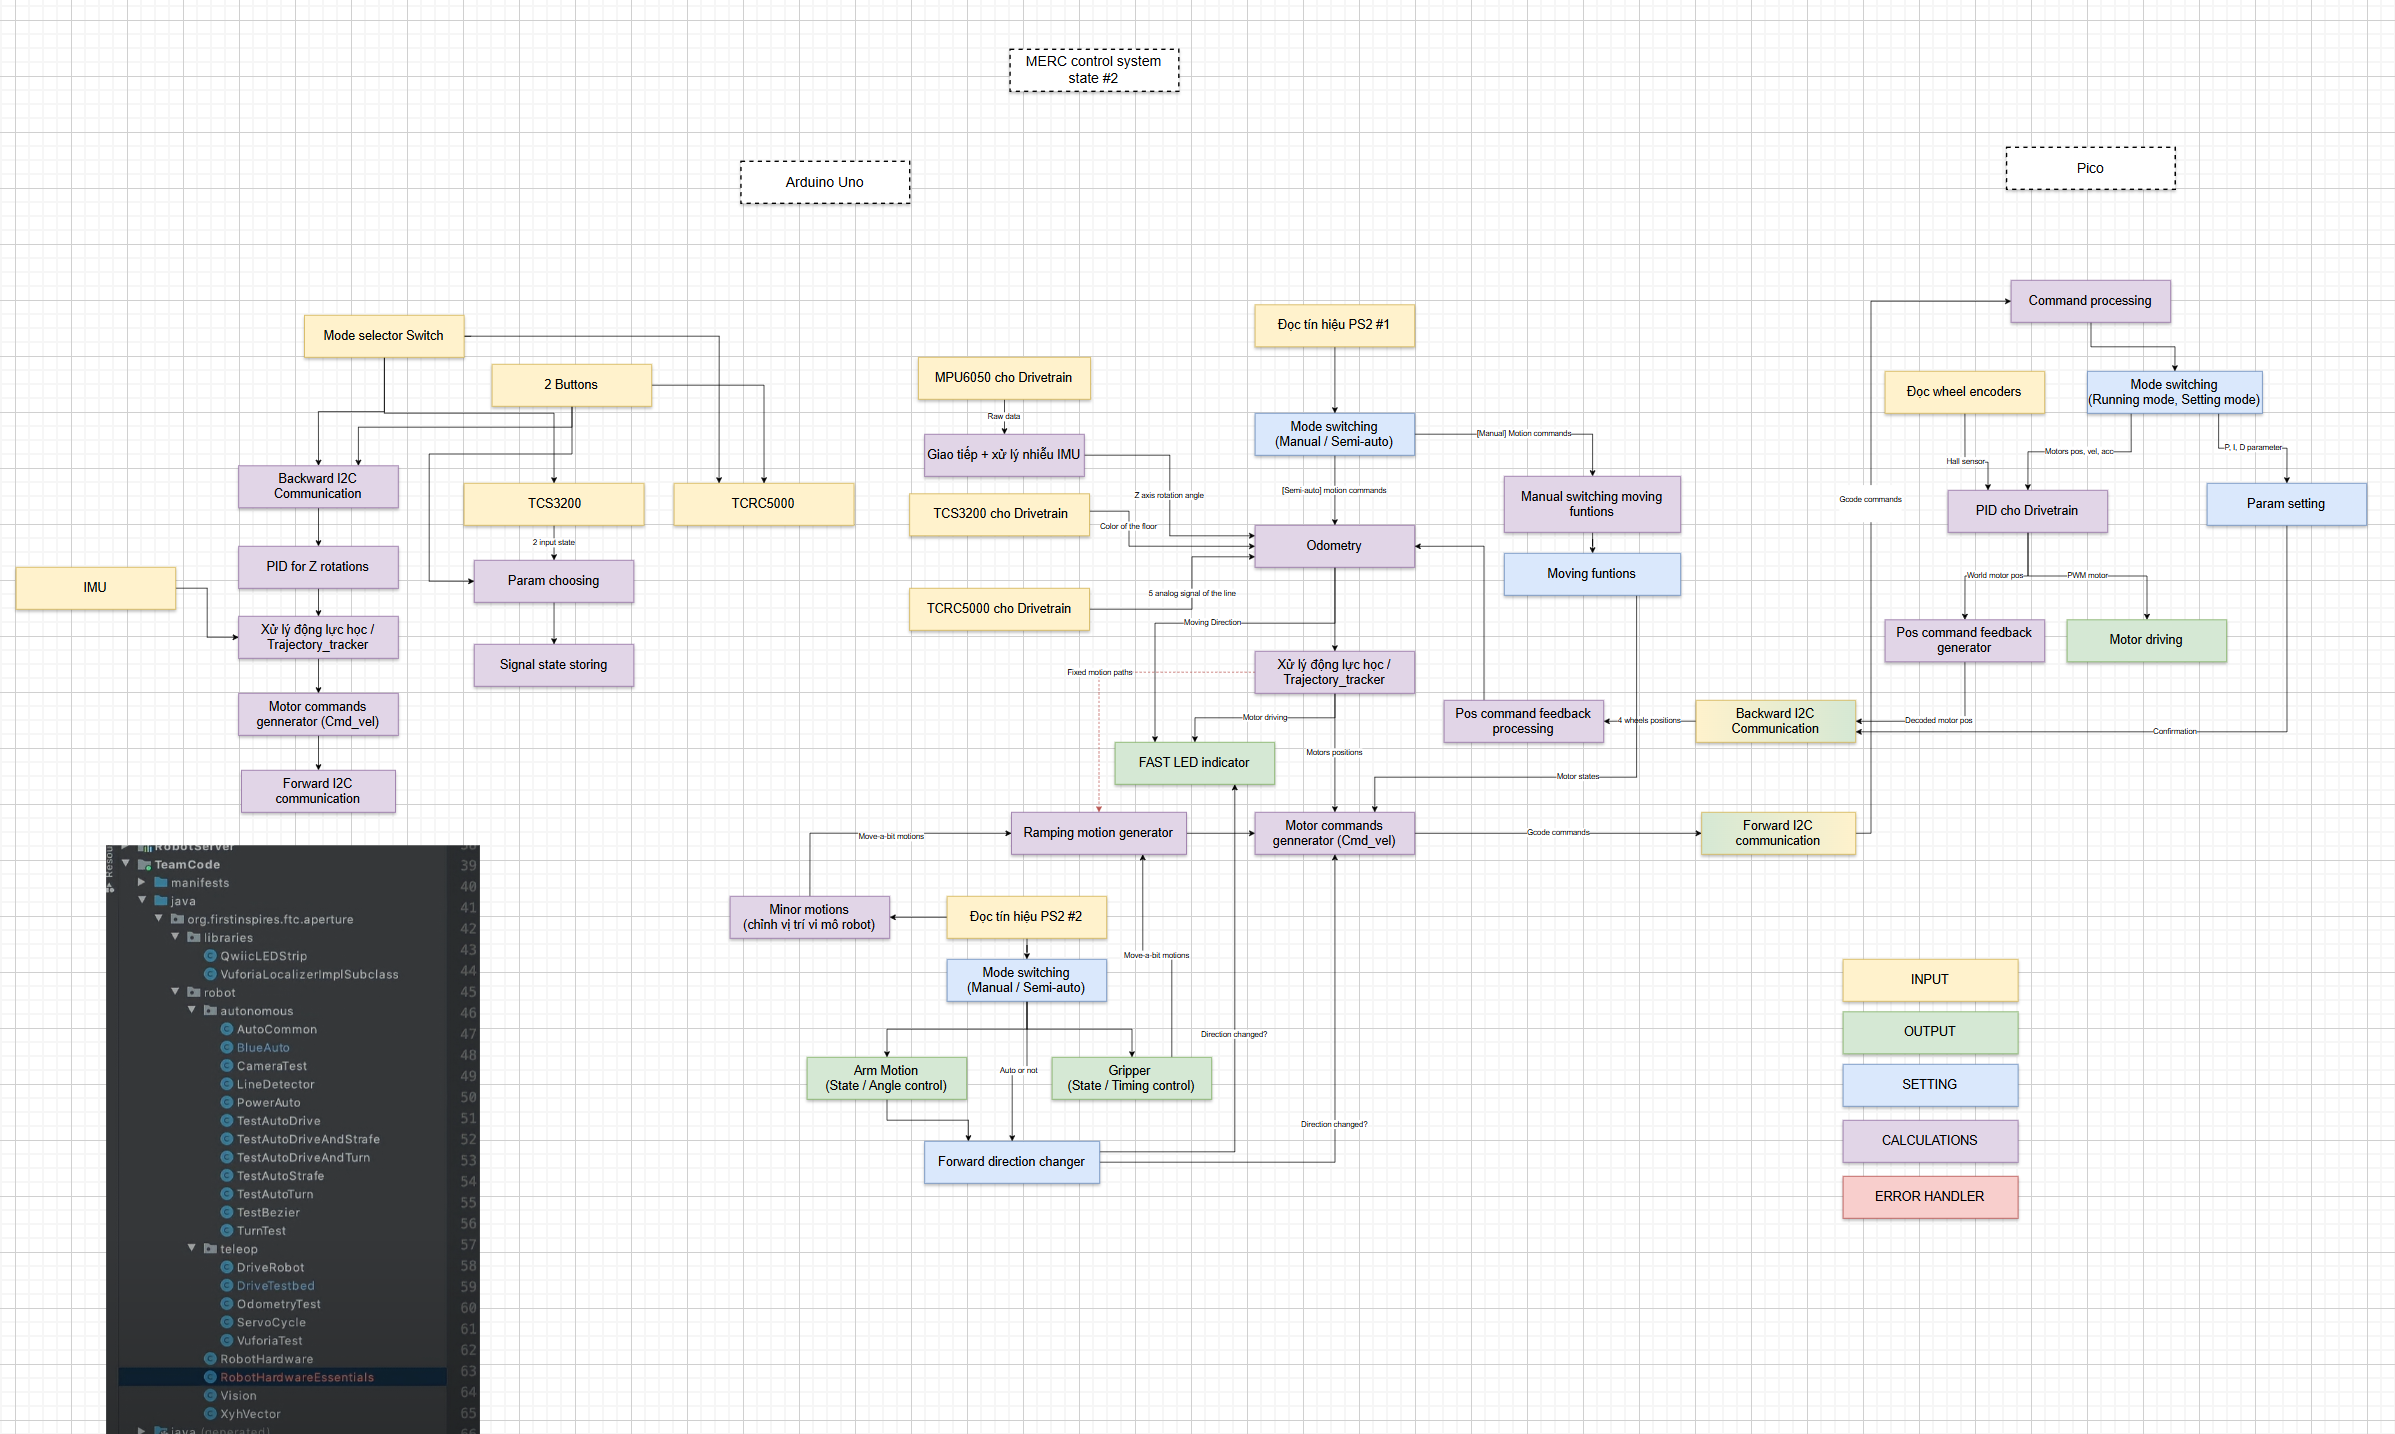 MERC control system
state #2
Arduino Uno
Pico
Mode selector Switch
2 Buttons
Backward I2C
Communication
TCS3200
TCRC5000
2 input state
PID for Z rotations
IMU
Param choosing
Xử lý động lực học /
Trajectory_tracker
Signal state storing
Motor commands
gennerator (Cmd_vel)
Forward I2C
communication
Đọc tín hiệu PS2 #1
MPU6050 cho Drivetrain
Raw data
Giao tiếp + xử lý nhiễu IMU
Mode switching
(Manual / Semi-auto)
[Manual] Motion commands
[Semi-auto] motion commands
Z axis rotation angle
TCS3200 cho Drivetrain
Color of the floor
Manual switching moving
funtions
Odometry
Moving funtions
TCRC5000 cho Drivetrain
5 analog signal of the line
Moving Direction
Xử lý động lực học /
Trajectory_tracker
Fixed motion paths
Motor driving
Pos command feedback
processing
4 wheels positions
Backward I2C
Communication
FAST LED indicator
Motors positions
Motor states
Move-a-bit motions
Ramping motion generator
Motor commands
gennerator (Cmd_vel)
Gcode commands
Forward I2C
communication
Minor motions
(chỉnh vị trí vi mô robot)
Đọc tín hiệu PS2 #2
Mode switching
(Manual / Semi-auto)
Move-a-bit motions
Direction changed?
Arm Motion
(State / Angle control)
Auto or not
Gripper
(State / Timing control)
Direction changed?
Forward direction changer
Command processing
Đọc wheel encoders
Mode switching
(Running mode, Setting mode)
Hall sensor
Motors pos, vel, acc
P, I, D parameter
Gcode commands
PID cho Drivetrain
Param setting
World motor pos
PWM motor
Pos command feedback
generator
Motor driving
Decoded motor pos
Confirmation
INPUT
OUTPUT
SETTING
CALCULATIONS
ERROR HANDLER
RobotServer
TeamCode
39
manifests
40
java
41
org.firstinspires.ftc.aperture
42
libraries
43
QwiicLEDStrip
44
VuforiaLocalizerImplSubclass
robot
45
autonomous
46
AutoCommon
47
BlueAuto
48
CameraTest
LineDetector
49
PowerAuto
50
TestAutoDrive
51
TestAutoDriveAndStrafe
52
TestAutoDriveAndTurn
53
TestAutoStrafe
54
TestAutoTurn
55
TestBezier
56
TurnTest
teleop
57
DriveRobot
58
DriveTestbed
59
OdometryTest
60
ServoCycle
61
VuforiaTest
62
RobotHardware
63
RobotHardwareEssentials
64
Vision
65
XyhVector
java (generated)